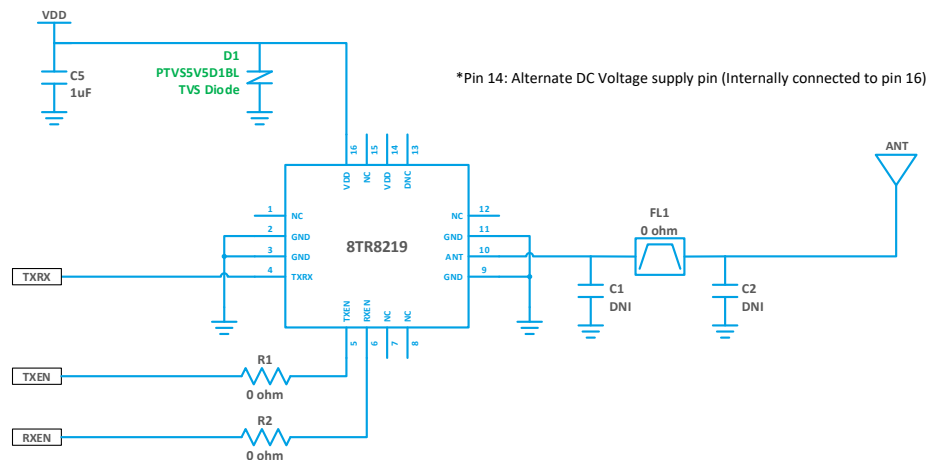 VDD
D1
PTVS5V5D1BL
TVS Diode
C5
1uF
*Pin 14: Alternate DC Voltage supply pin (Internally connected to pin 16)
16
15
14
13
VDD
NC
VDD
DNC
ANT
1
NC
NC
12
2
GND
GND
11
3
GND
8TR8219
ANT
10
4
TXRX
GND
9
FL1
0 ohm
TXRX
C1
DNI
C2
DNI
TXEN
RXEN
NC
NC
5
6
7
8
R1
TXEN
0 ohm
R2
RXEN
0 ohm